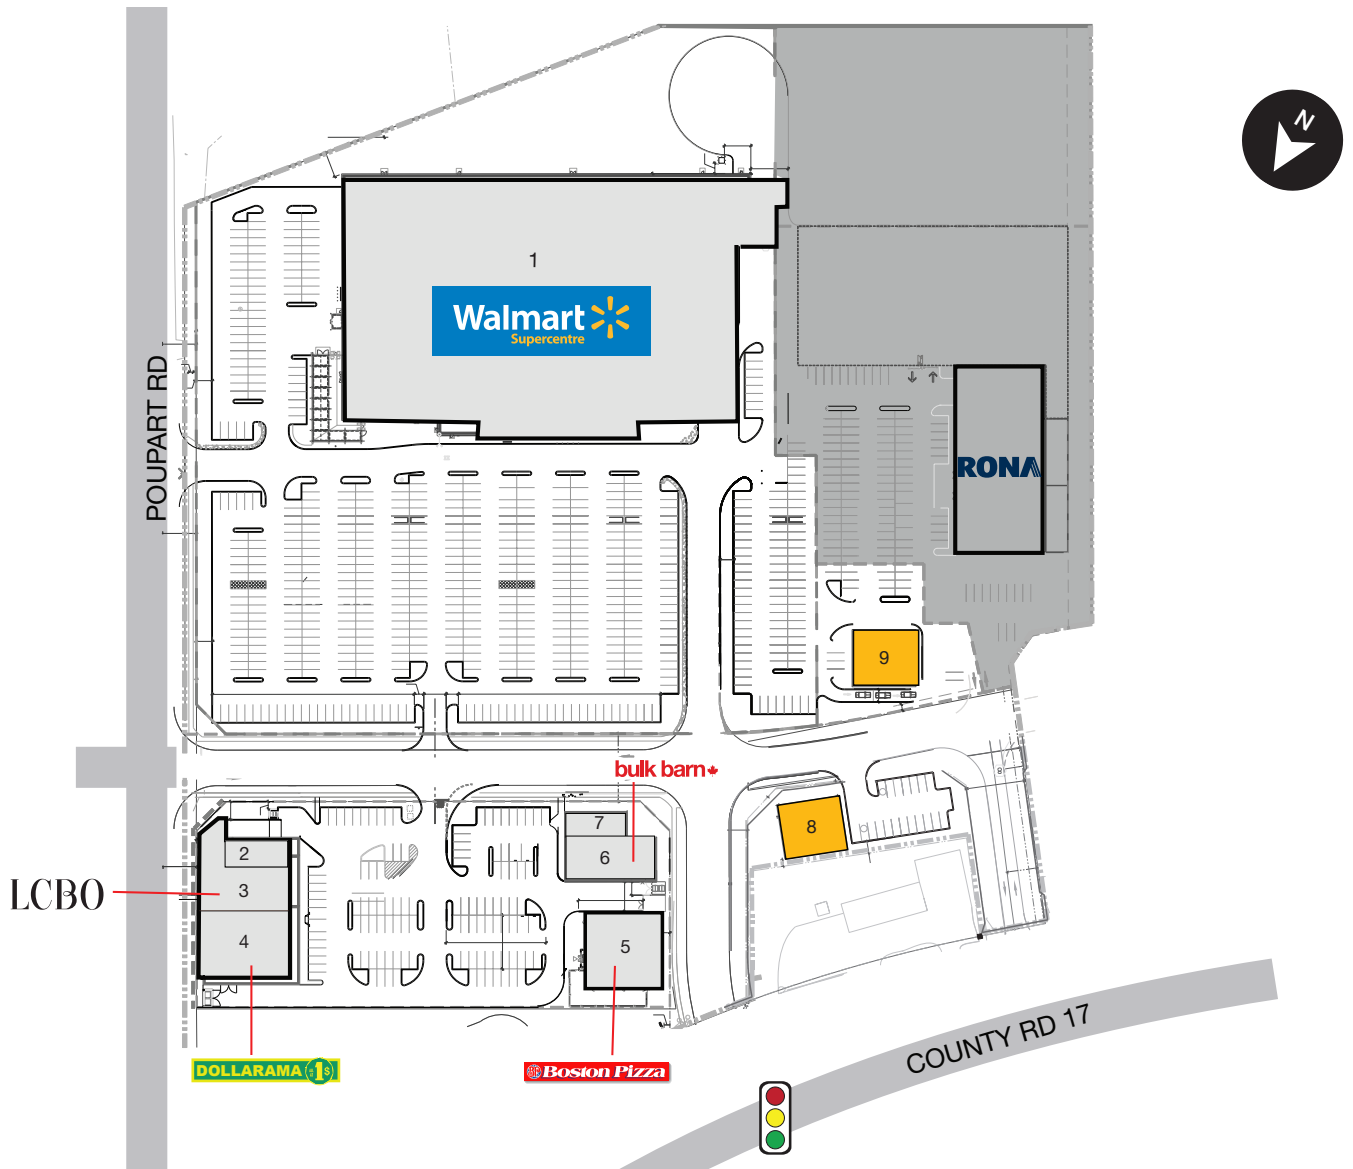 N
1
Walmart
Supercentre
POUPART RD
RONA
9
bulk barn
8
7
6
2
3
LCBO
4
5
DOLLARAMA 1$
Boston Pizza
COUNTY RD 17